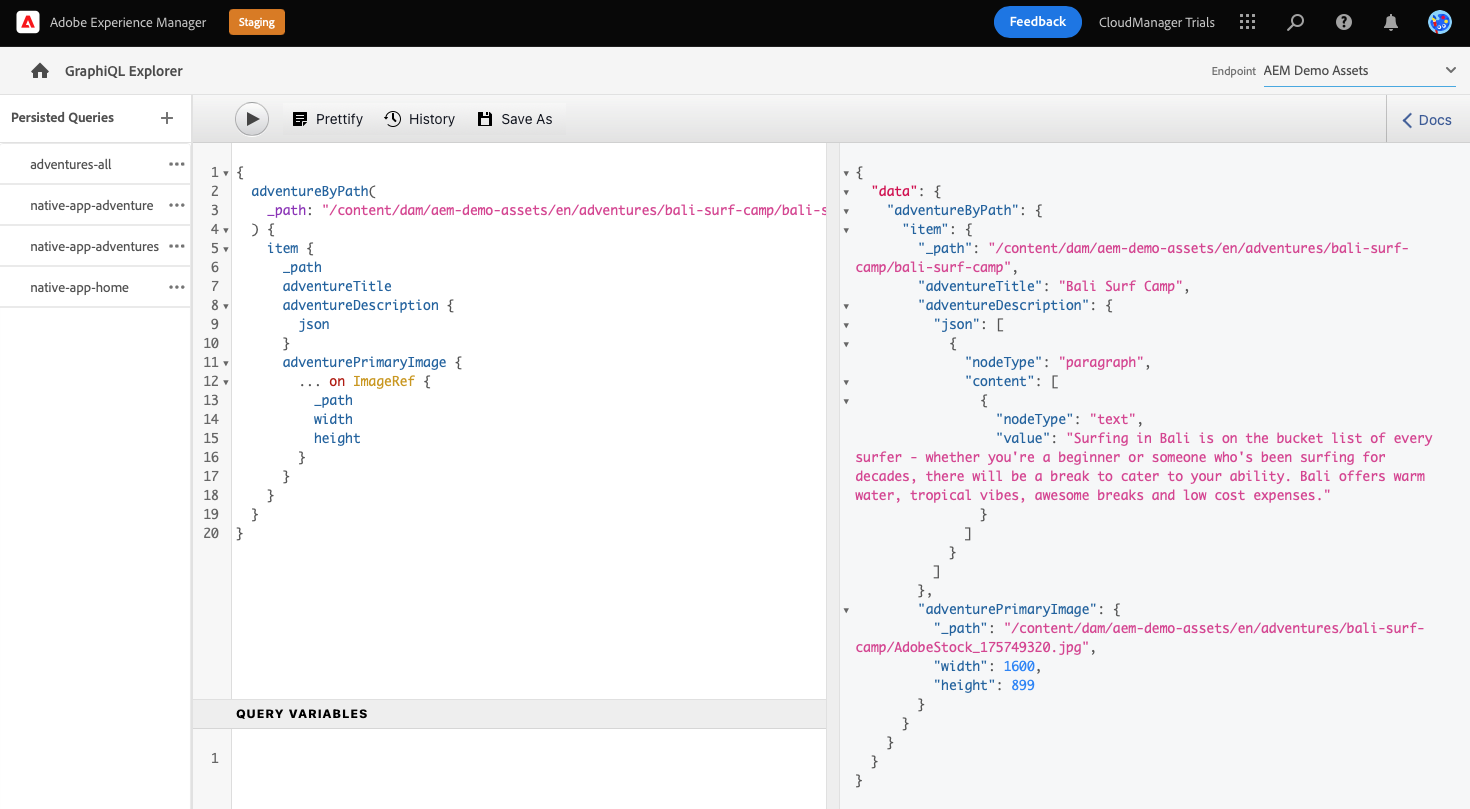 Adobe Experience Manager
Staging
Feedback
CloudManager Trials
GraphiQL Explorer
Endpoint AEM Demo Assets
Persisted Queries
adventures-all
native-app-adventure
native-app-adventures
native-app-home
Prettify History Save As
Docs
1 {
2   adventureByPath(
3     _path: "/content/dam/aem-demo-assets/en/adventures/bali-surf-camp/bali-s
4   ) {
5     item {
6       _path
7       adventureTitle
8       adventureDescription {
9         json
10       }
11       adventurePrimaryImage {
12         ... on ImageRef {
13           _path
14           width
15           height
16         }
17       }
18     }
19   }
20 }
QUERY VARIABLES
1
{
  "data": {
    "adventureByPath": {
      "item": {
        "_path": "/content/dam/aem-demo-assets/en/adventures/bali-surf-
camp/bali-surf-camp",
        "adventureTitle": "Bali Surf Camp",
        "adventureDescription": {
          "json": [
            {
              "nodeType": "paragraph",
              "content": [
                {
                  "nodeType": "text",
                  "value": "Surfing in Bali is on the bucket list of every
surfer - whether you're a beginner or someone who's been surfing for
decades, there will be a break to cater to your ability. Bali offers warm
water, tropical vibes, awesome breaks and low cost expenses."
                }
              ]
            }
          ]
        },
        "adventurePrimaryImage": {
          "_path": "/content/dam/aem-demo-assets/en/adventures/bali-surf-
camp/AdobeStock_175749320.jpg",
          "width": 1600,
          "height": 899
        }
      }
    }
  }
}